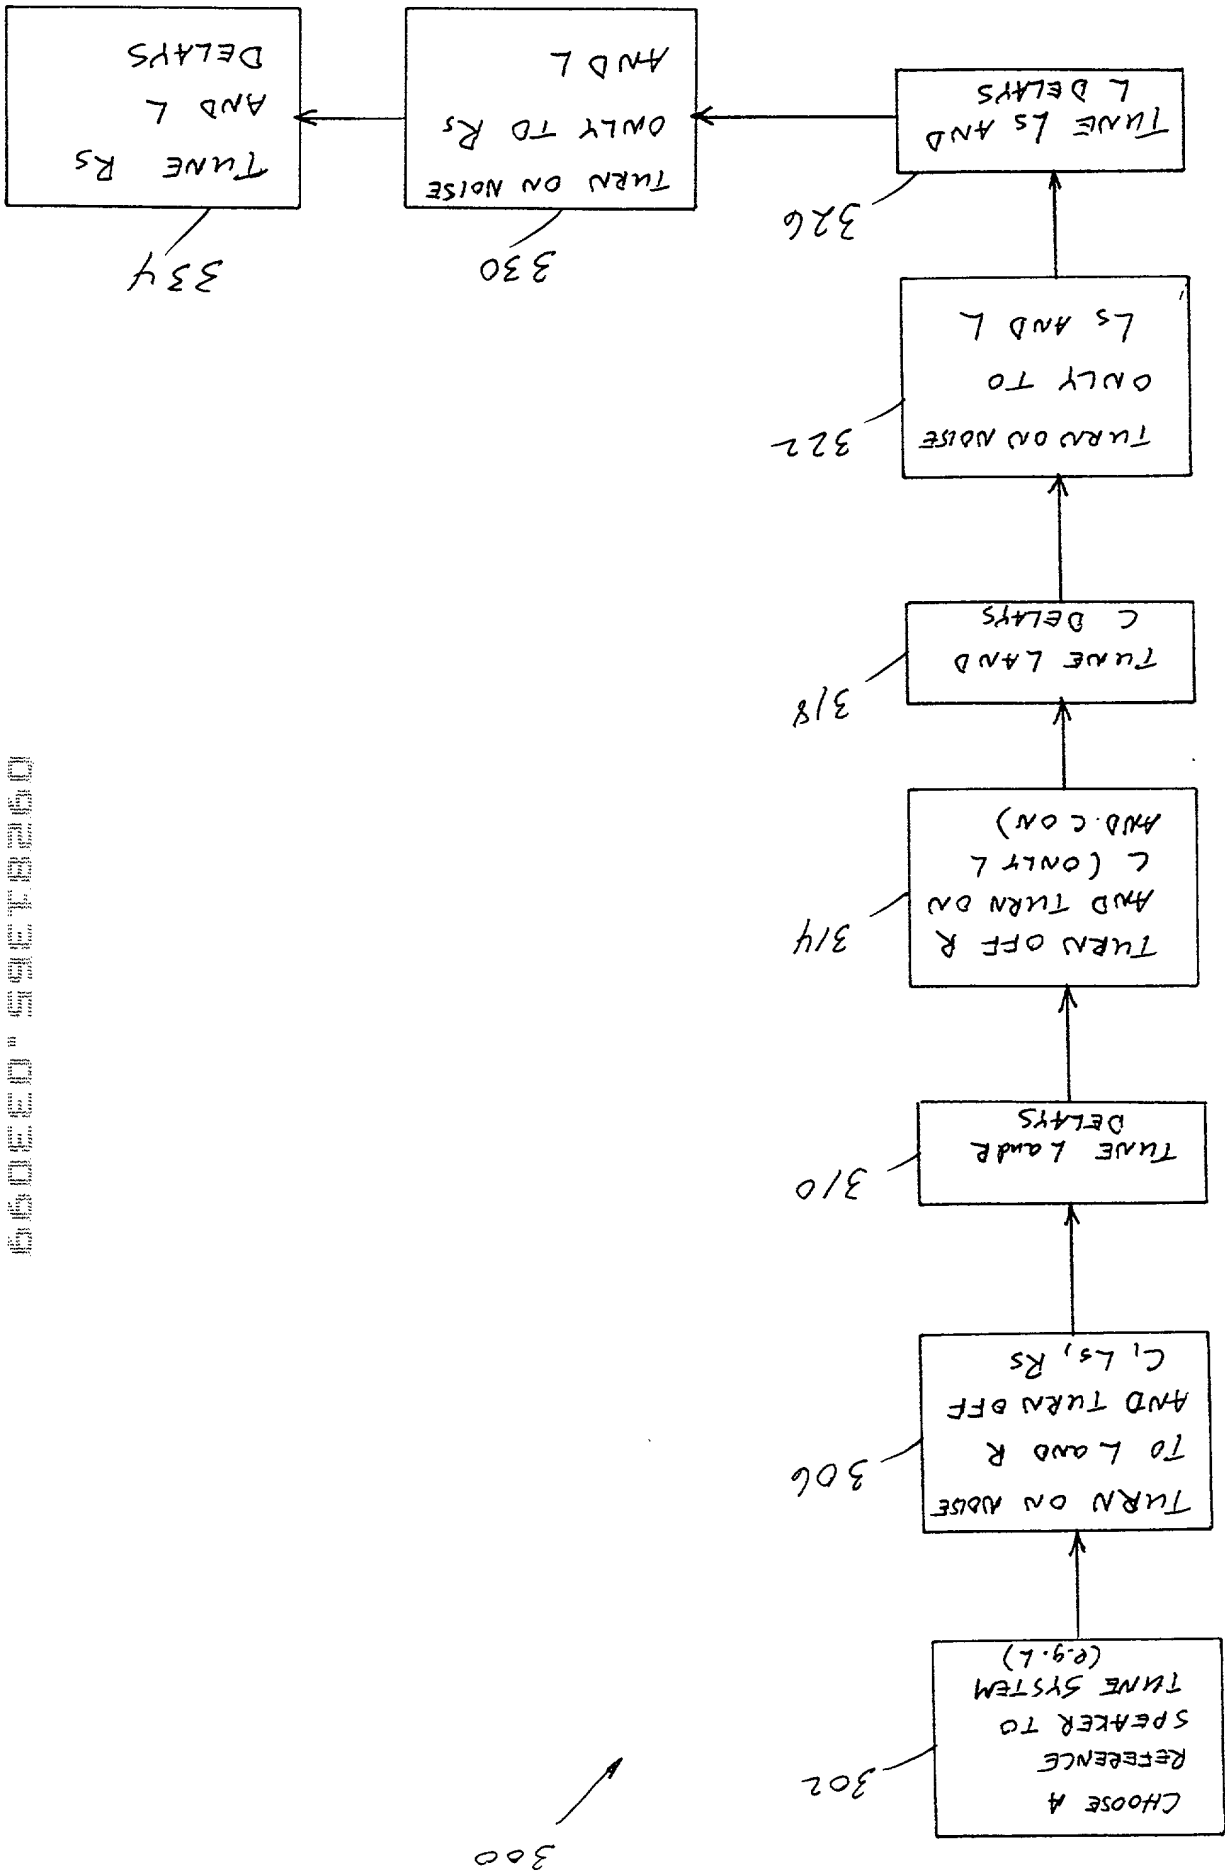 300
302
CHOOSE A
REFERENCE
SPEAKER TO
TUNE SYSTEM
(e.g. L)
306
TURN ON NOISE
TO L AND R
AND TURN OFF
C, Ls, Rs
310
TUNE L and R
DELAYS
314
TURN OFF R
AND TURN ON
C (ONLY L
AND C ON)
318
TUNE L AND
C DELAYS
322
TURN ON NOISE
ONLY TO
Ls AND L
326
TUNE Ls AND
L DELAYS
330
TURN ON NOISE
ONLY TO Rs
AND L
334
TUNE Rs
AND L
DELAYS
09281365.033099